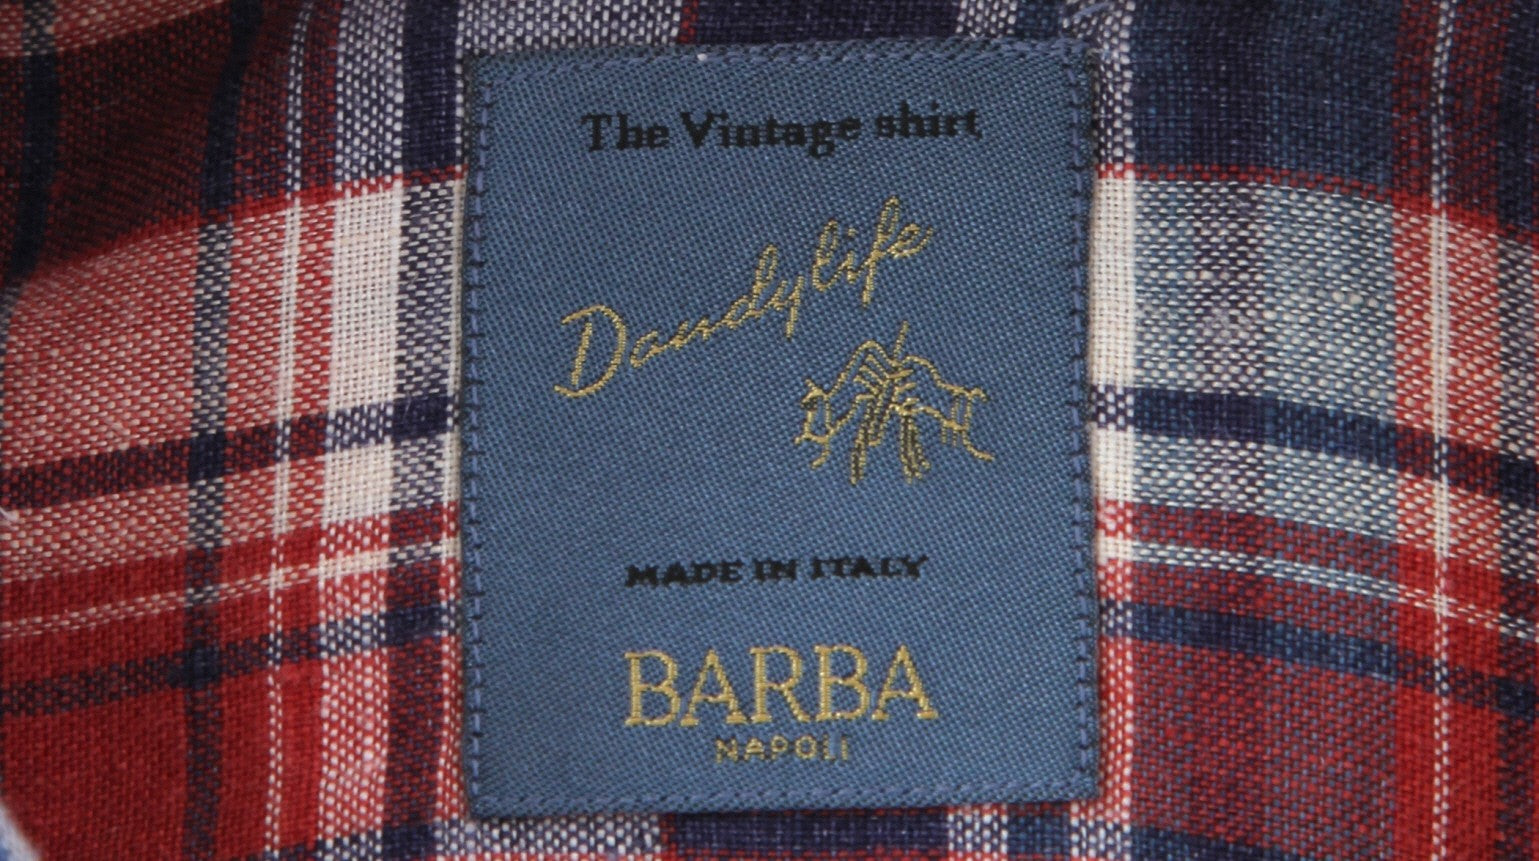 The Vintage shirt
Dandylife
MADE IN ITALY
BARBA
NAPOLI